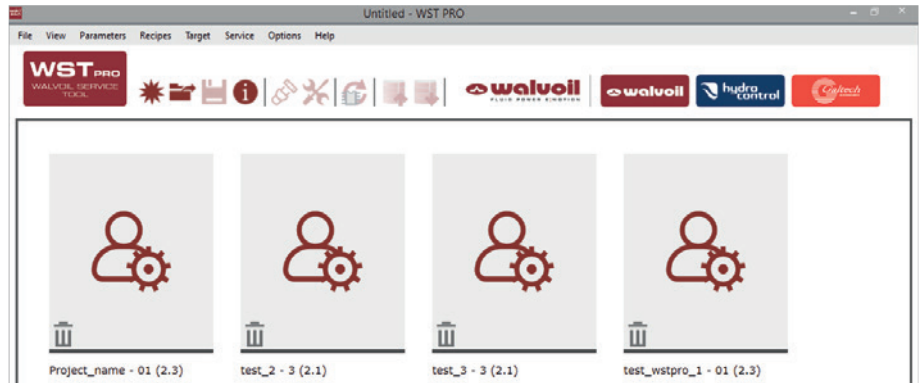 Untitled - WST PRO
File View Parameters Recipes Target Service Options Help
WST PRO
WALVOIL SERVICE
TOOL
walvoil
FLUID POWER EMOTION
walvoil
hydro
control
Galtech
Project_name - 01 (2.3)
test_2 - 3 (2.1)
test_3 - 3 (2.1)
test_wstpro_1 - 01 (2.3)